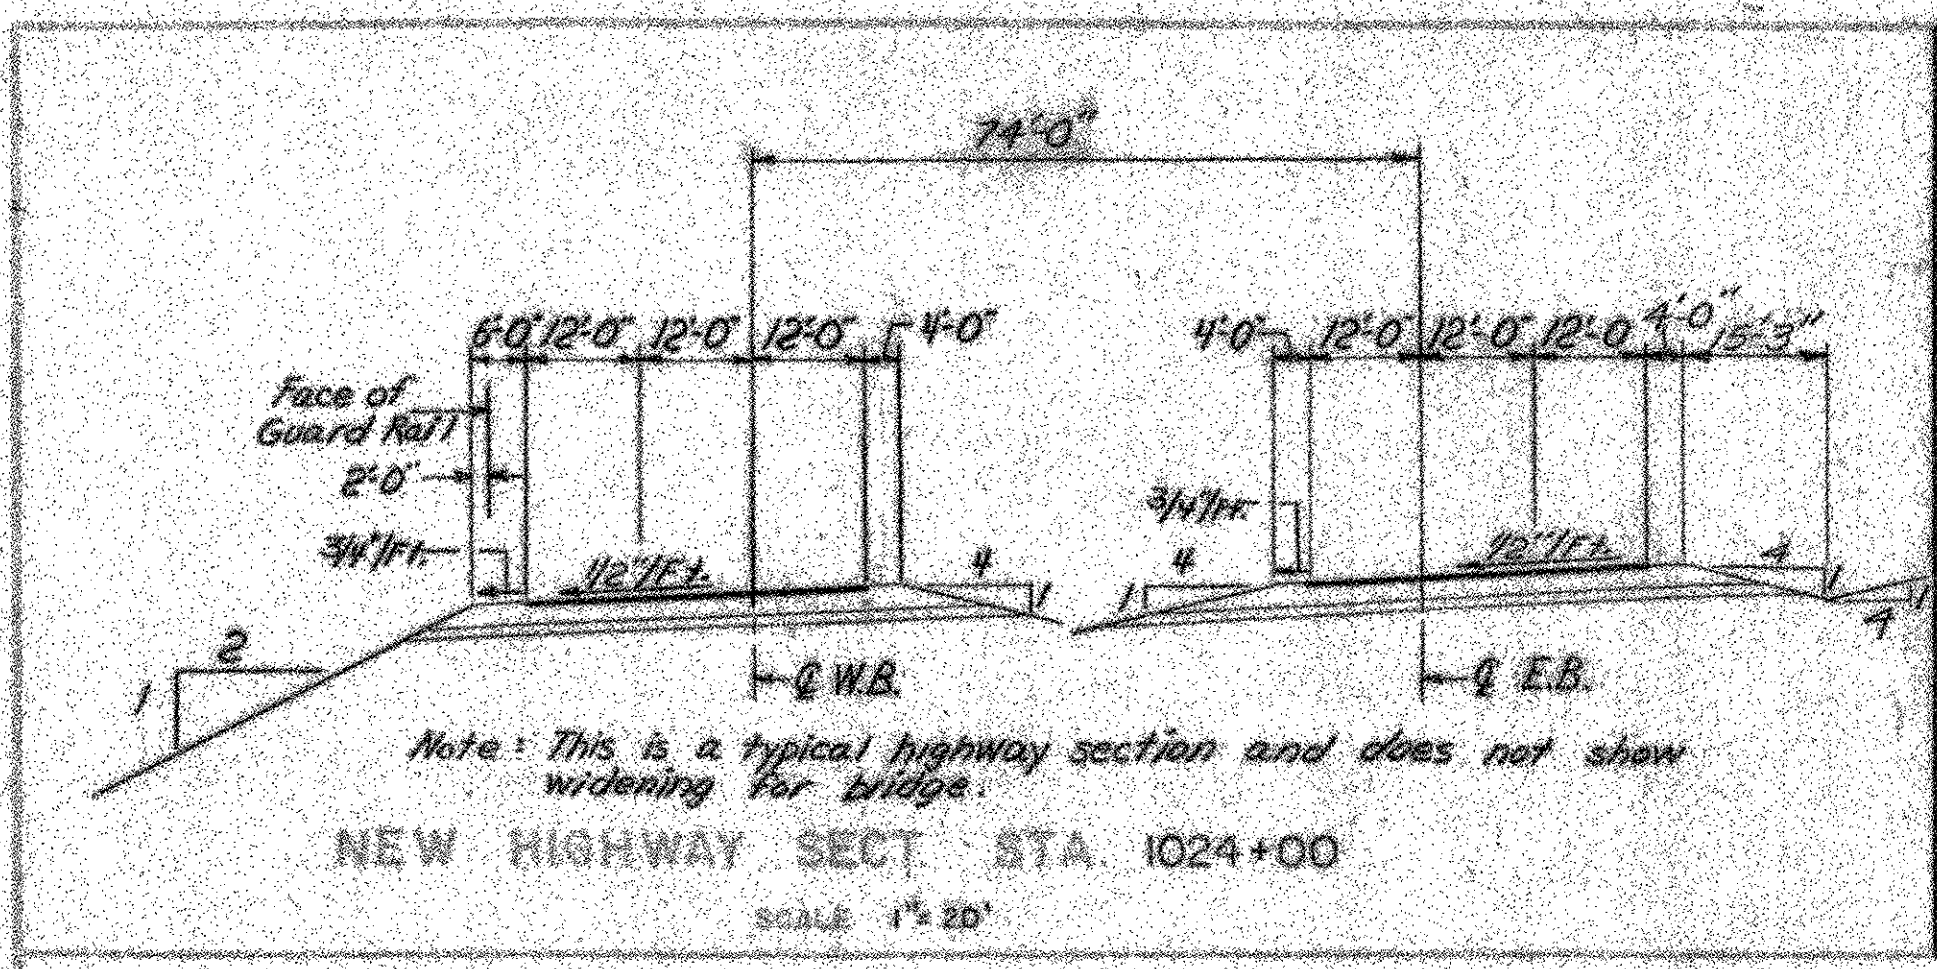 74'-0"
6'-0" 12'-0" 12'-0" 12'-0" 4'-0"
4'-0" 12'-0" 12'-0" 12'-0 4'-0" 15'-3"
Face of
Guard Rail
2'-0"
3/4"/Ft.
1/2"/Ft.
4
1
3/4"/Ft.
4
1
1/2"/Ft.
4
1
4
1
2
1
℄ W.B.
℄ E.B.
Note: This is a typical highway section and does not show
widening for bridge.
NEW HIGHWAY SECT. STA. 1024+00
SCALE 1"=20'